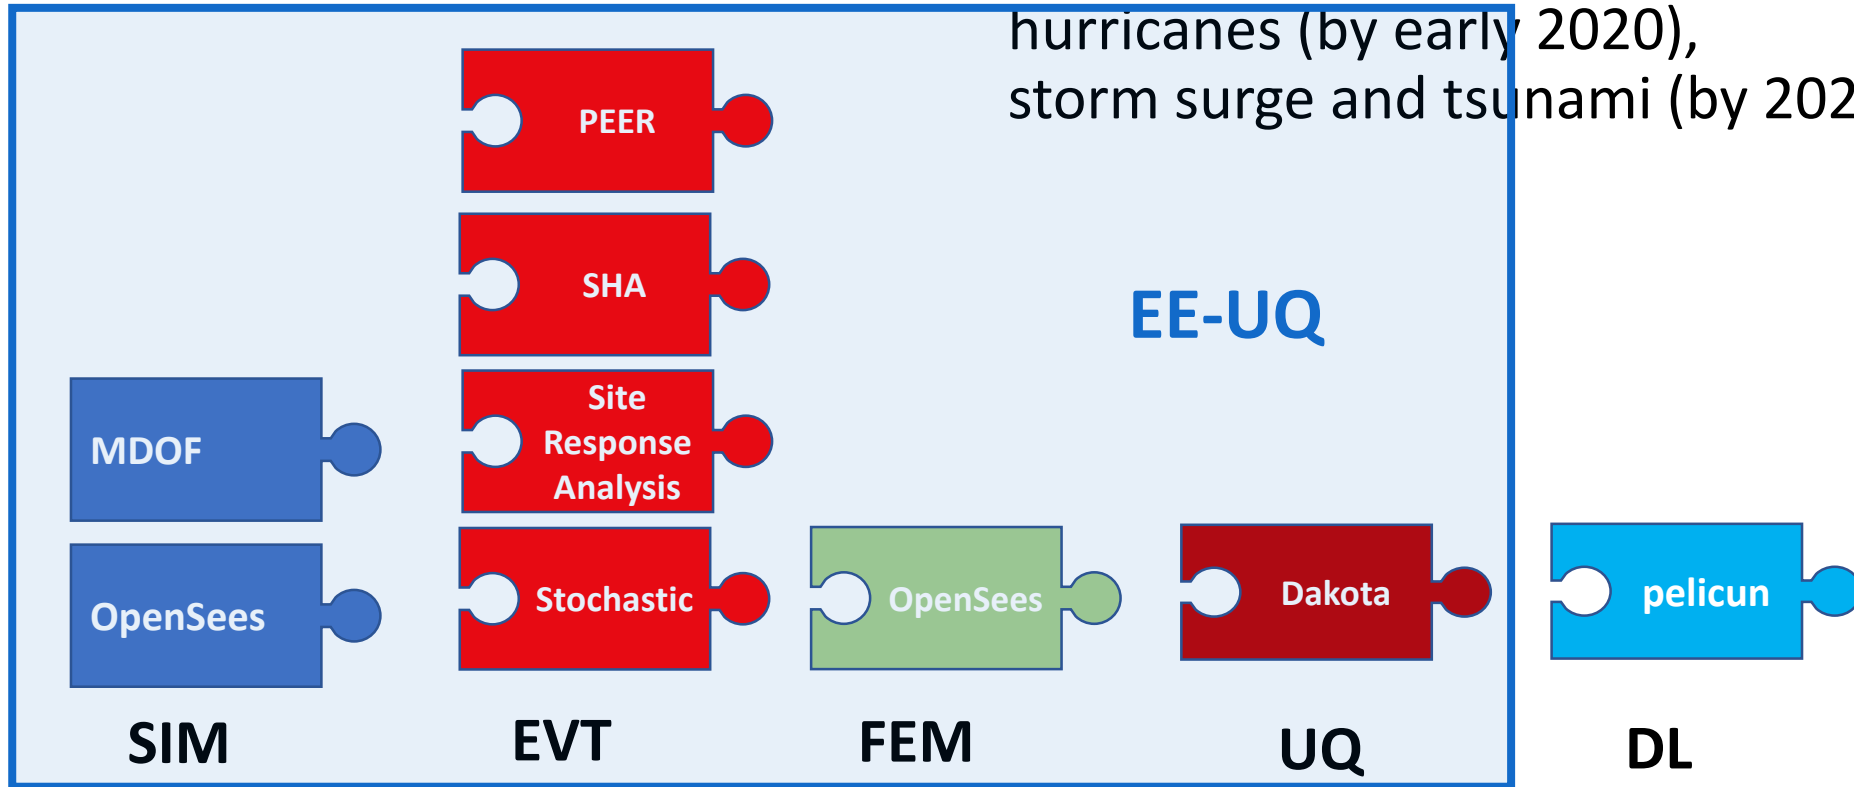 hurricanes (by early 2020),
storm surge and tsunami (by 202
PEER
SHA
EE-UQ
Site
Response
Analysis
MDOF
Stochastic
OpenSees
OpenSees
Dakota
pelicun
SIM
EVT
FEM
UQ
DL